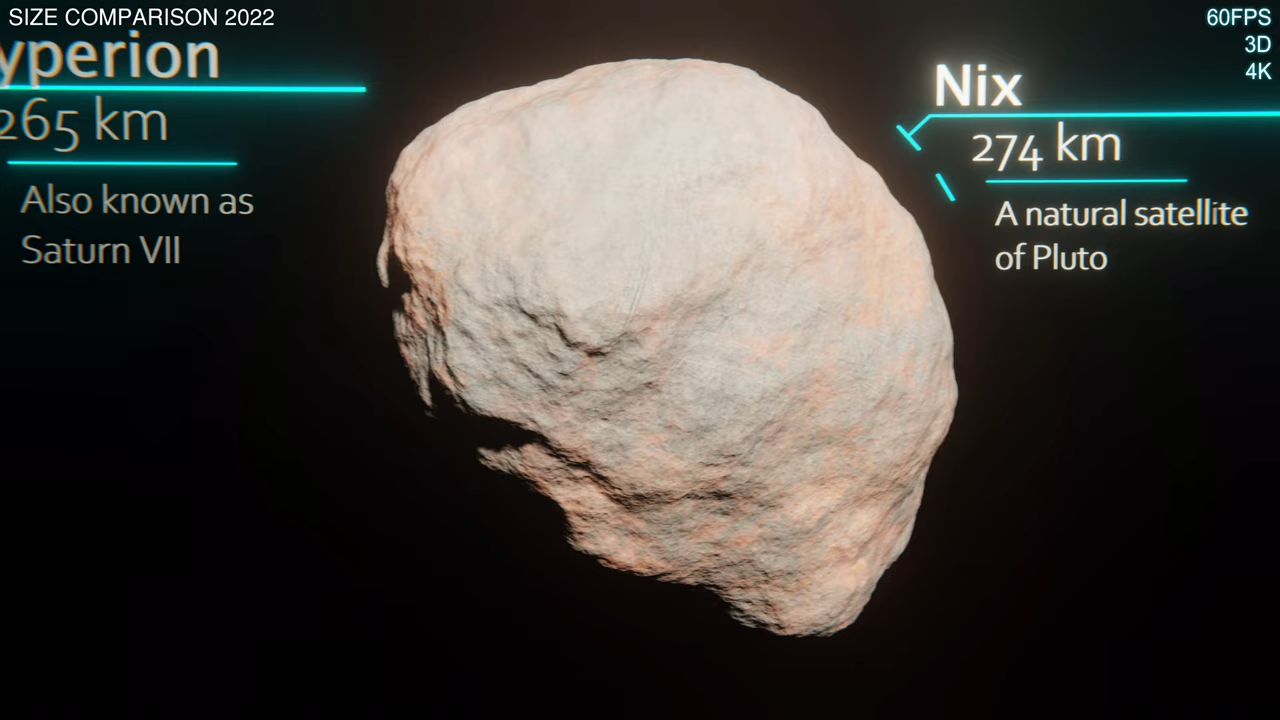 SIZE COMPARISON 2022
yperion
265 km
Also known as
Saturn VII
60FPS
3D
4K
Nix
274 km
A natural satellite
of Pluto